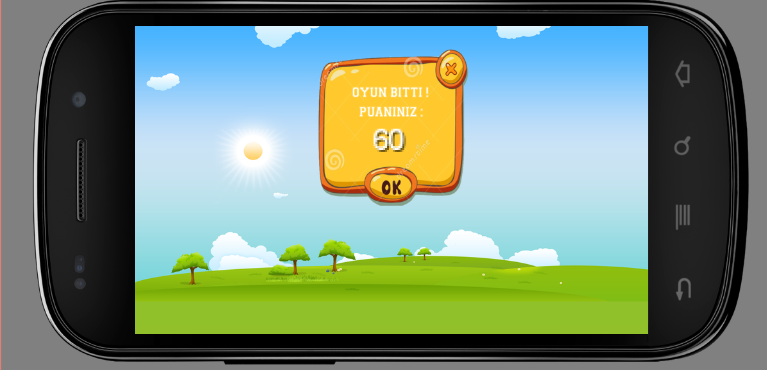 OYUN BITTI !
PUANINIZ :
60
OK